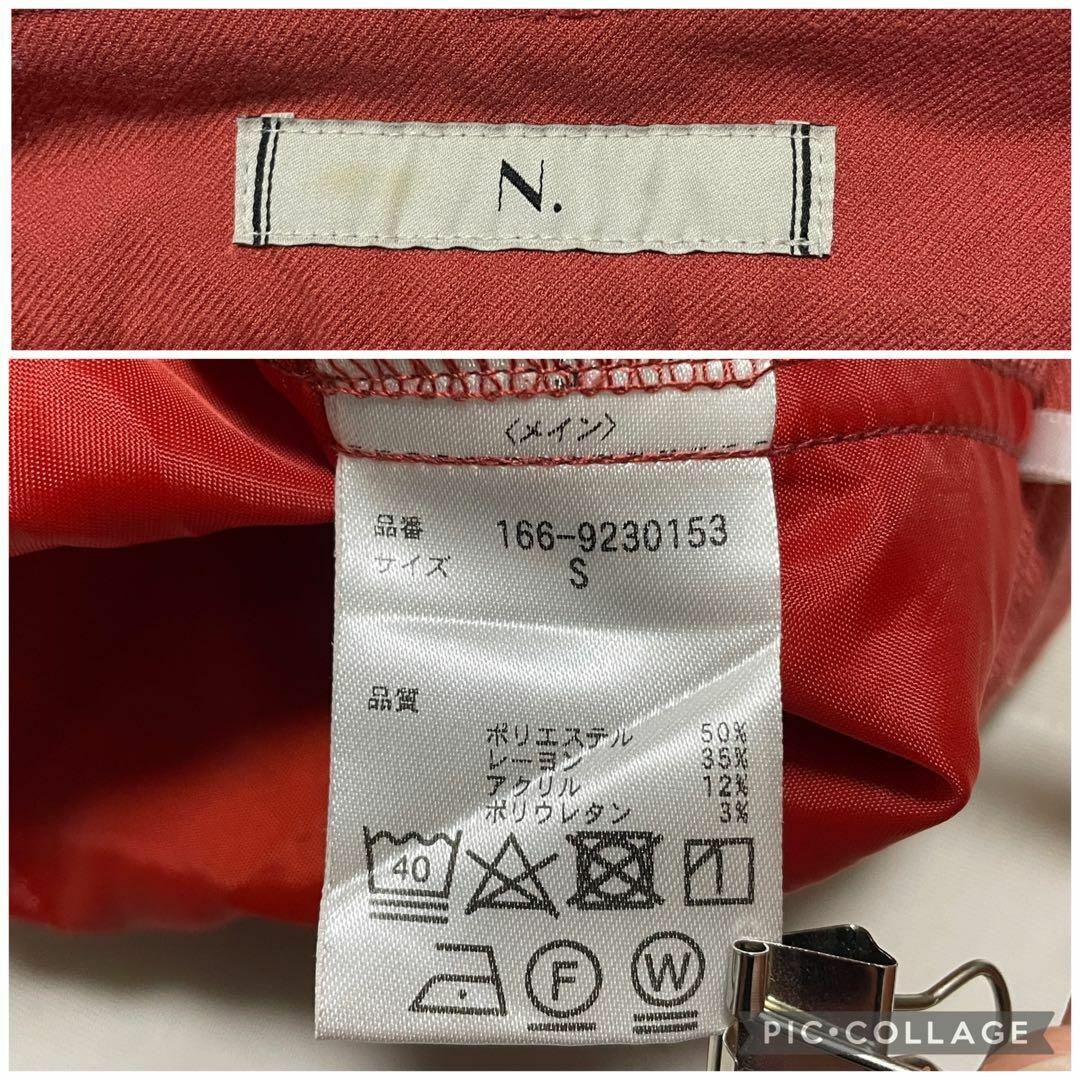 N.
〈メイン〉
品番 166-9230153
サイズ S
品質
ポリエステル 50%
レーヨン 35%
アクリル 12%
ポリウレタン 3%
40
F W
PIC•COLLAGE